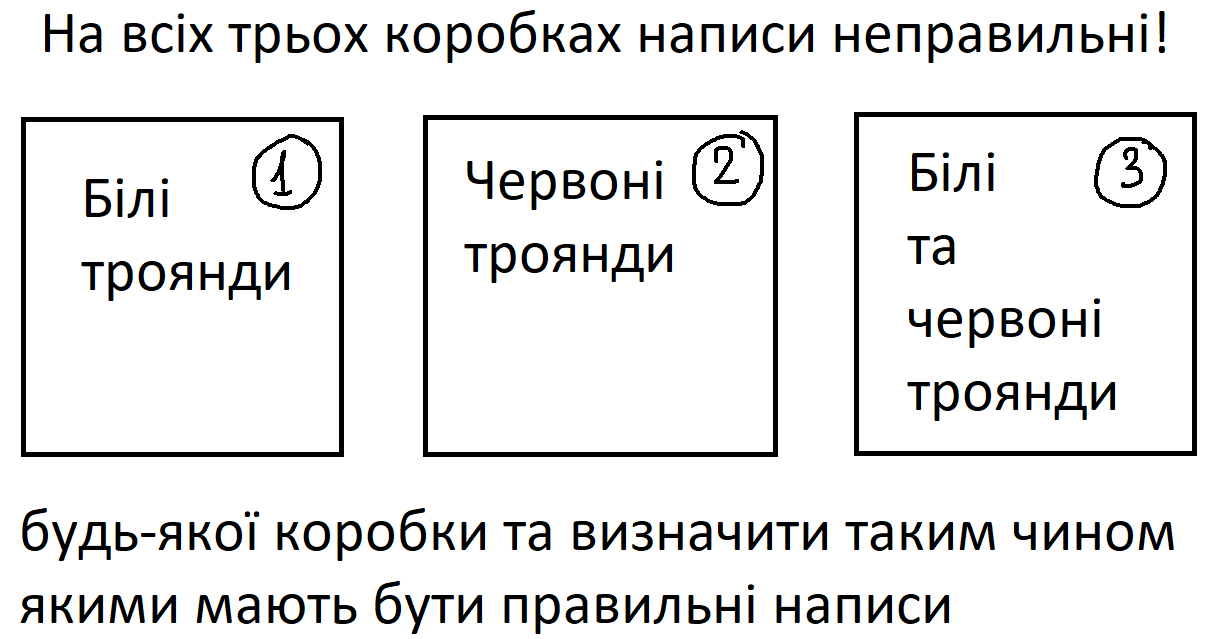 На всіх трьох коробках написи неправильні!
1
Білі
троянди
2
Червоні
троянди
3
Білі
та
червоні
троянди
будь-якої коробки та визначити таким чином
якими мають бути правильні написи